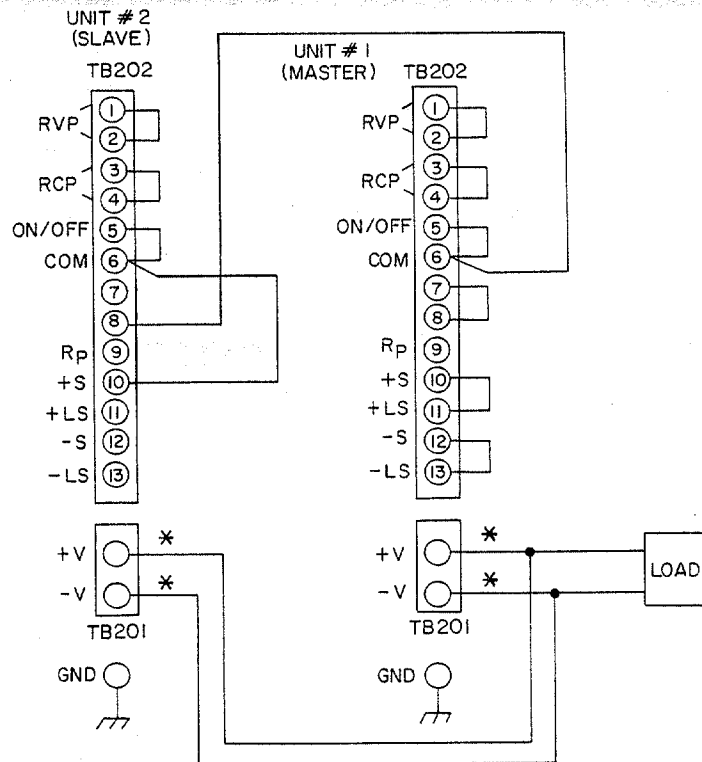 UNIT # 2
(SLAVE)
TB202
RVP
RCP
ON/OFF
COM
RP
+S
+LS
-S
-LS
1
2
3
4
5
6
7
8
9
10
11
12
13
+V
-V
*
*
TB201
GND
UNIT # 1
(MASTER)
TB202
RVP
RCP
ON/OFF
COM
RP
+S
+LS
-S
-LS
1
2
3
4
5
6
7
8
9
10
11
12
13
+V
-V
*
*
TB201
GND
LOAD